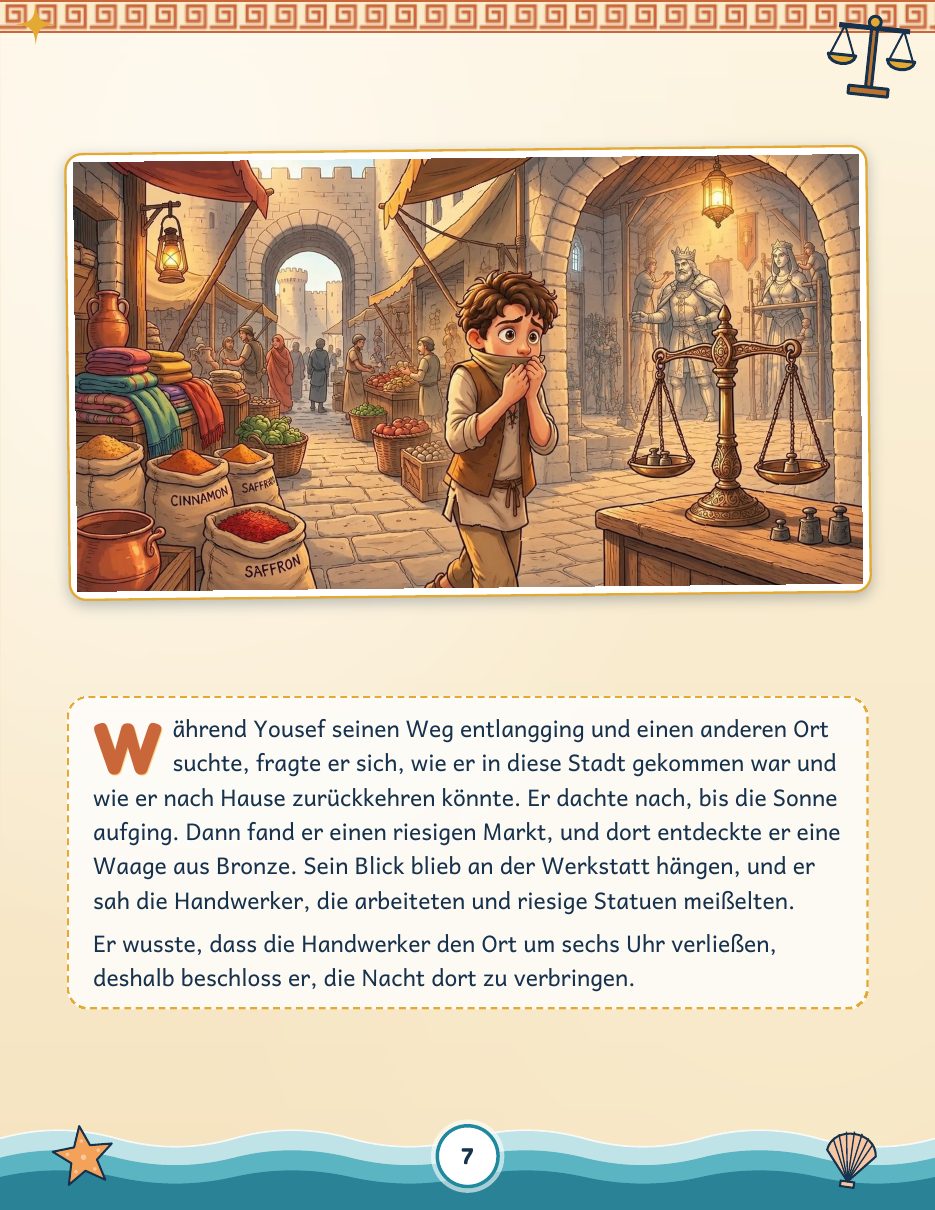 CINNAMON
SAFFRON
Während Yousef seinen Weg entlangging und einen anderen Ort
suchte, fragte er sich, wie er in diese Stadt gekommen war und
wie er nach Hause zurückkehren könnte. Er dachte nach, bis die Sonne
aufging. Dann fand er einen riesigen Markt, und dort entdeckte er eine
Waage aus Bronze. Sein Blick blieb an der Werkstatt hängen, und er
sah die Handwerker, die arbeiteten und riesige Statuen meißelten.
Er wusste, dass die Handwerker den Ort um sechs Uhr verließen,
deshalb beschloss er, die Nacht dort zu verbringen.
7